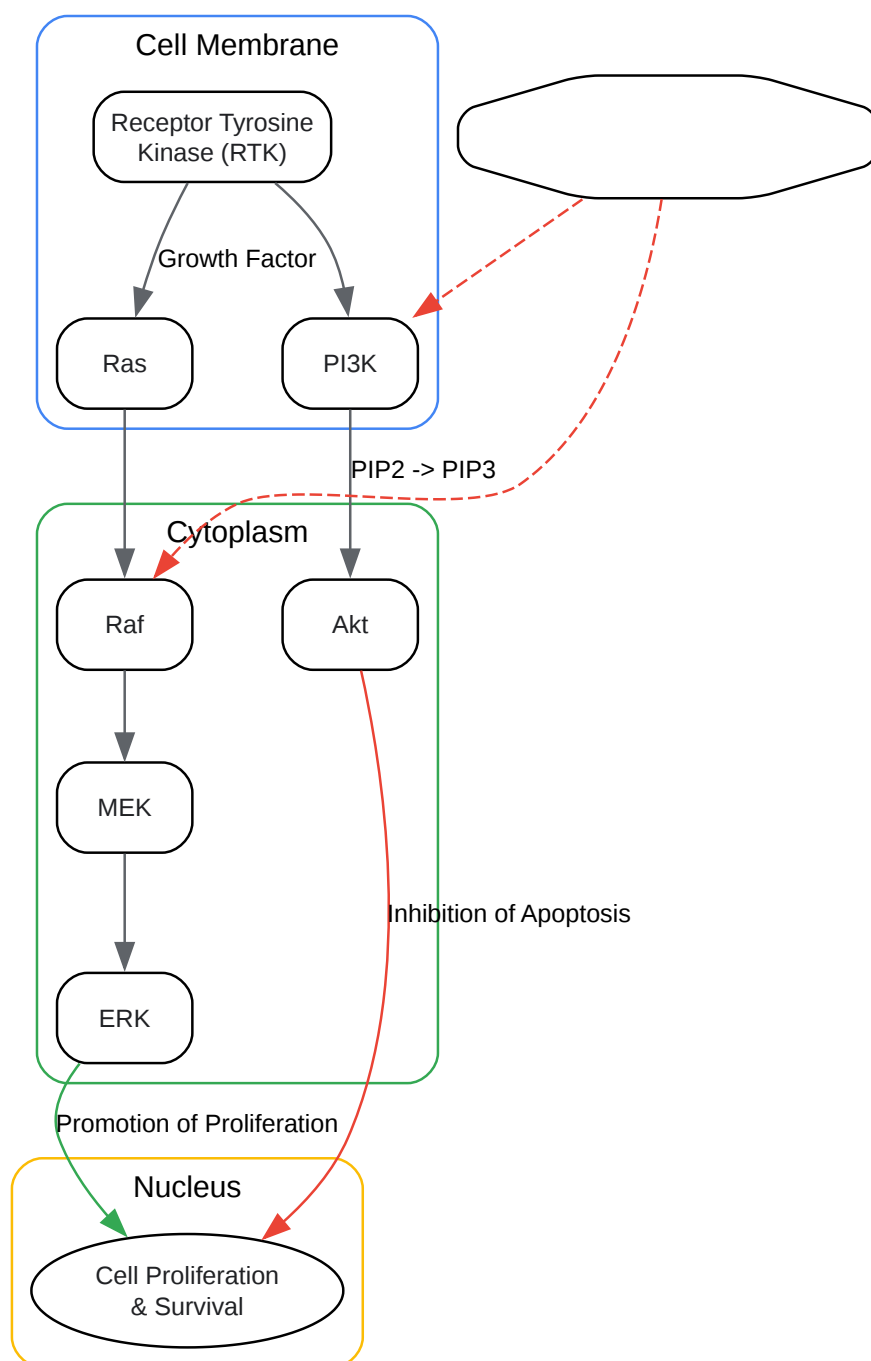 Cell Membrane
Receptor Tyrosine
Kinase (RTK)
Growth Factor
Ras
PI3K
PIP2 -> PIP3
Cytoplasm
Raf
Akt
MEK
Inhibition of Apoptosis
ERK
Promotion of Proliferation
Nucleus
Cell Proliferation
& Survival